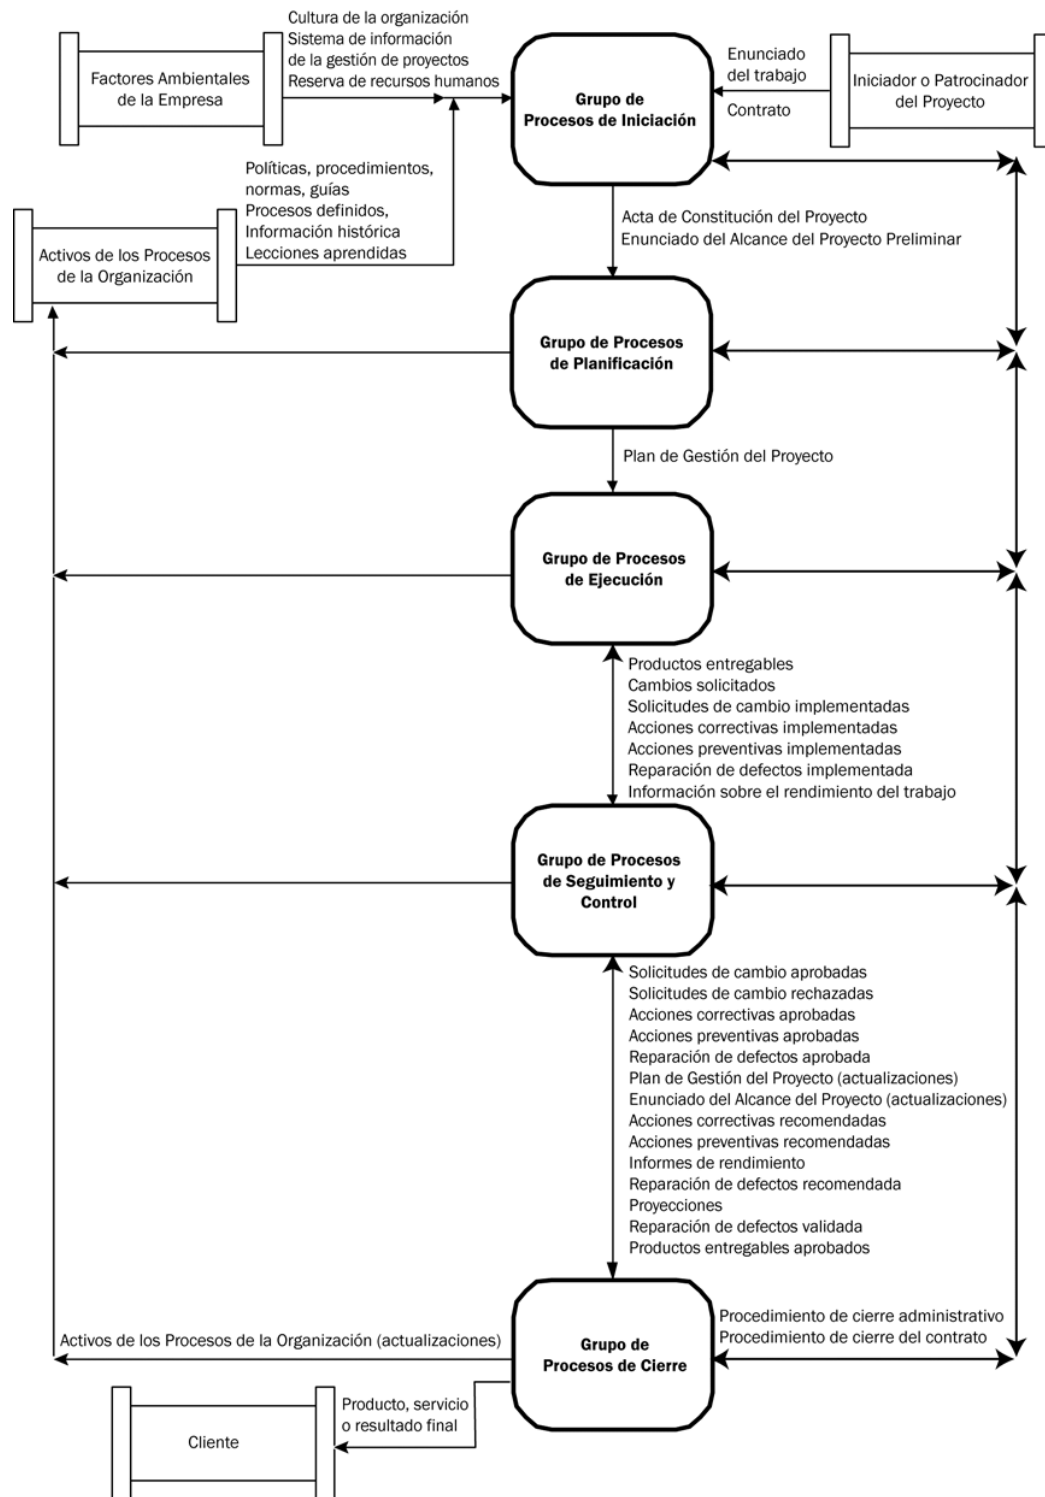 Cultura de la organización
Sistema de información
de la gestión de proyectos
Reserva de recursos humanos
Factores Ambientales
de la Empresa
Grupo de
Procesos de Iniciación
Enunciado
del trabajo
Contrato
Iniciador o Patrocinador
del Proyecto
Políticas, procedimientos,
normas, guías
Procesos definidos,
Información histórica
Lecciones aprendidas
Activos de los Procesos
de la Organización
Acta de Constitución del Proyecto
Enunciado del Alcance del Proyecto Preliminar
Grupo de Procesos
de Planificación
Plan de Gestión del Proyecto
Grupo de Procesos
de Ejecución
Productos entregables
Cambios solicitados
Solicitudes de cambio implementadas
Acciones correctivas implementadas
Acciones preventivas implementadas
Reparación de defectos implementada
Información sobre el rendimiento del trabajo
Grupo de Procesos
de Seguimiento y
Control
Solicitudes de cambio aprobadas
Solicitudes de cambio rechazadas
Acciones correctivas aprobadas
Acciones preventivas aprobadas
Reparación de defectos aprobada
Plan de Gestión del Proyecto (actualizaciones)
Enunciado del Alcance del Proyecto (actualizaciones)
Acciones correctivas recomendadas
Acciones preventivas recomendadas
Informes de rendimiento
Reparación de defectos recomendada
Proyecciones
Reparación de defectos validada
Productos entregables aprobados
Procedimiento de cierre administrativo
Procedimiento de cierre del contrato
Activos de los Procesos de la Organización (actualizaciones)
Grupo de
Procesos de Cierre
Producto, servicio
o resultado final
Cliente